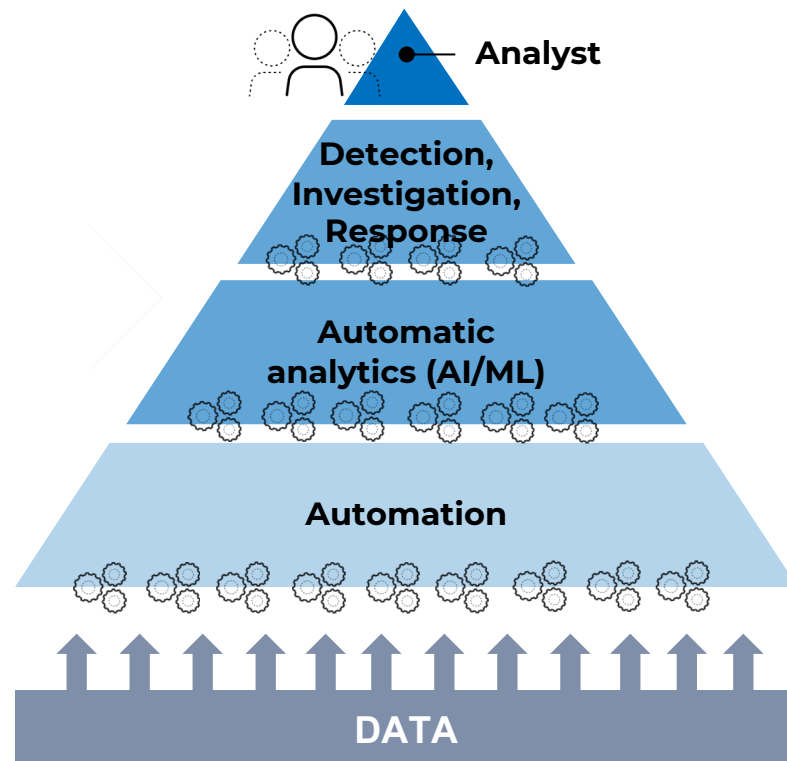 Analyst
Detection,
Investigation,
Response
Automatic
analytics (AI/ML)
Automation
DATA